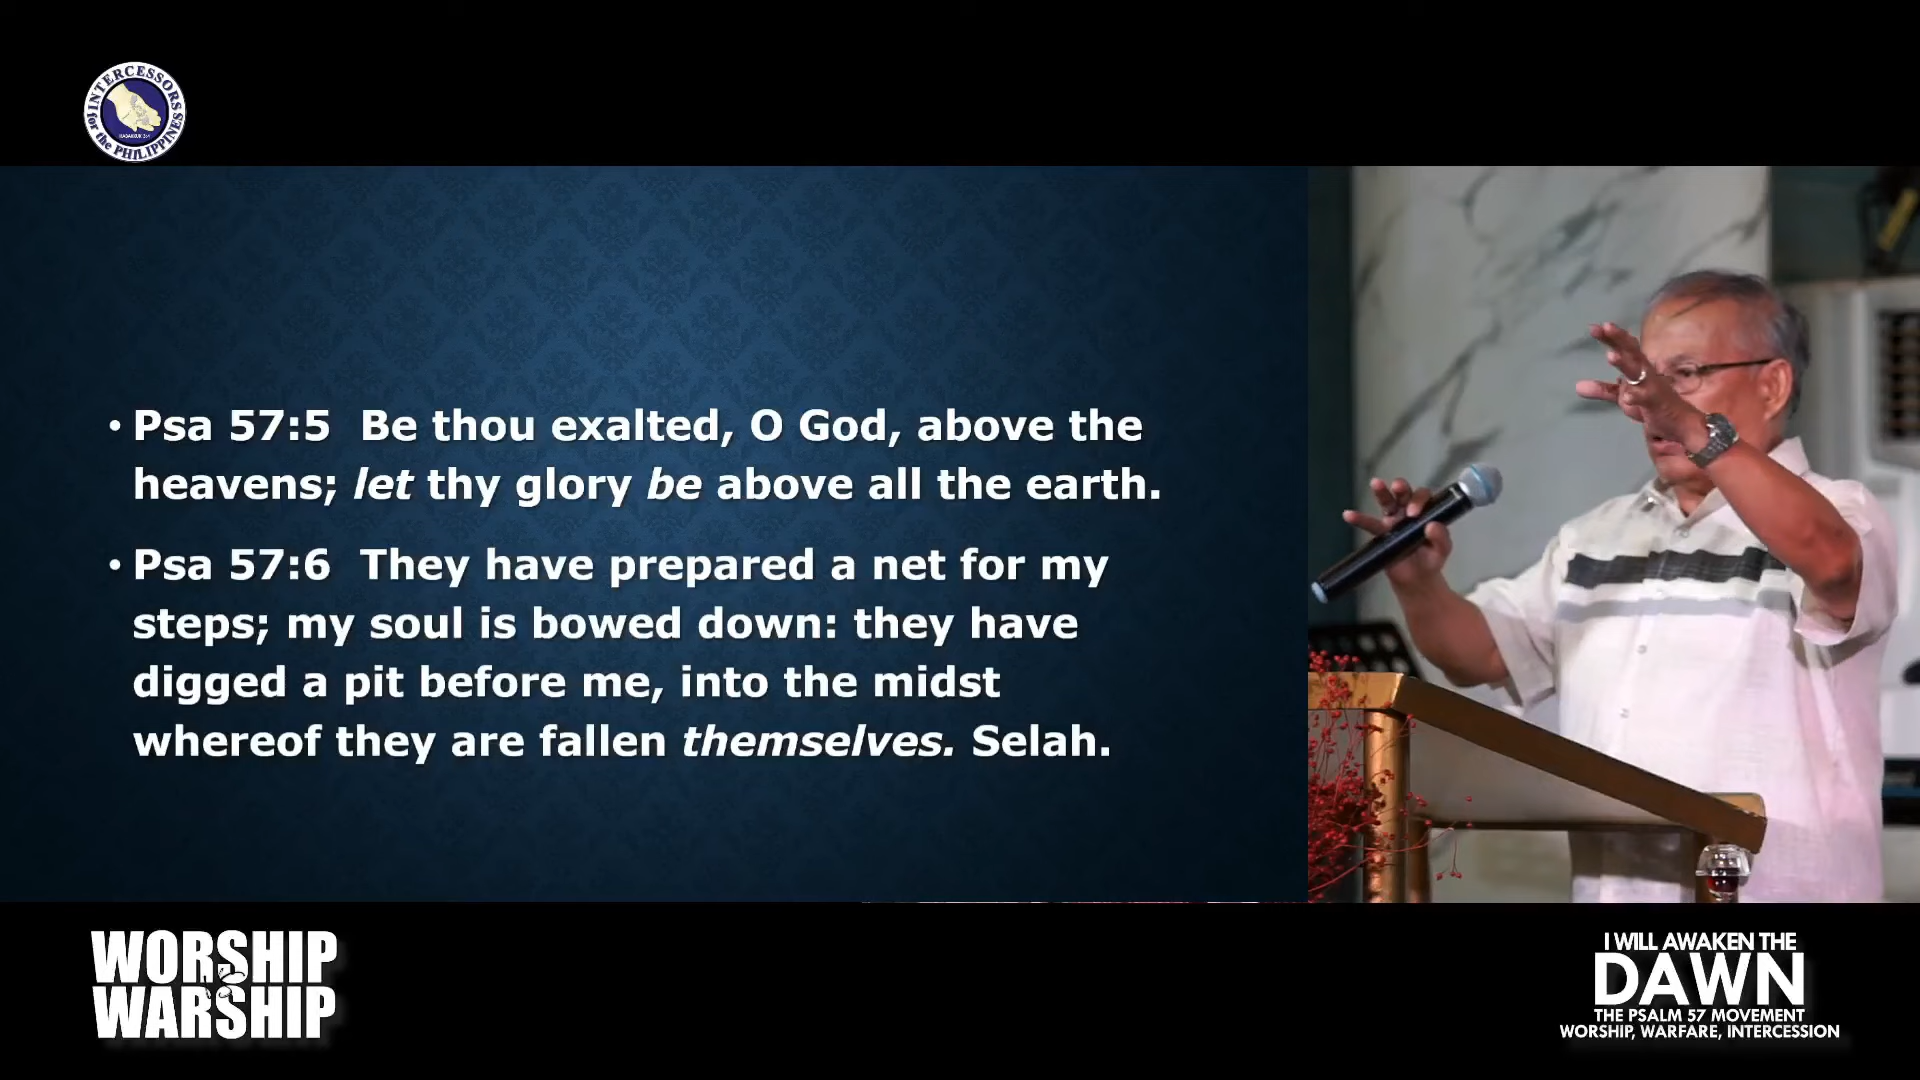 INTERCESSORS
for the PHILIPPINES
• Psa 57:5 Be thou exalted, O God, above the
heavens; let thy glory be above all the earth.
• Psa 57:6 They have prepared a net for my
steps; my soul is bowed down: they have
digged a pit before me, into the midst
whereof they are fallen themselves. Selah.
WORSHIP
WARSHIP
I WILL AWAKEN THE
DAWN
THE PSALM 57 MOVEMENT
WORSHIP, WARFARE, INTERCESSION